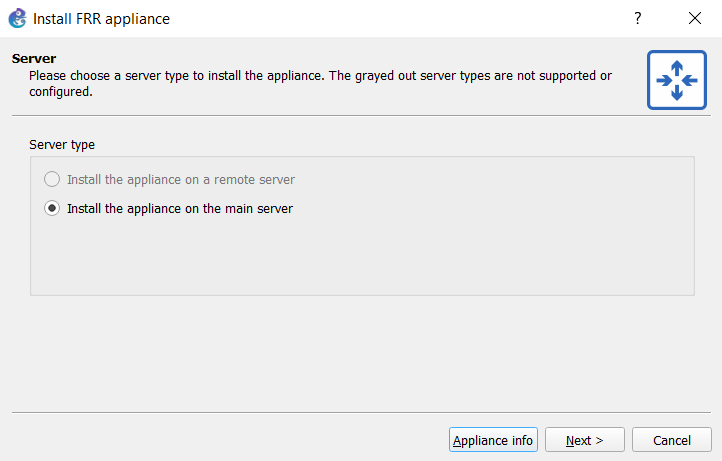 Install FRR appliance
?
Server
Please choose a server type to install the appliance. The grayed out server types are not supported or
configured.
Server type
Install the appliance on a remote server
Install the appliance on the main server
Appliance info
Next >
Cancel